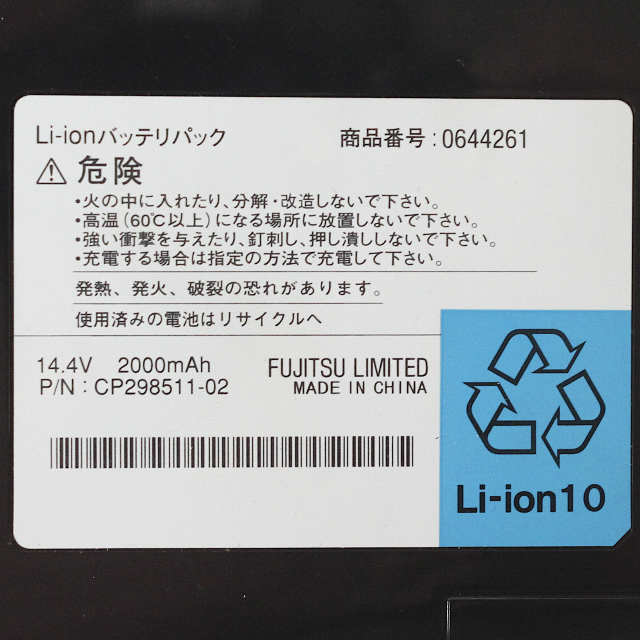 Li-ionバッテリパック 商品番号:0644261
⚠危険
・火の中に入れたり、分解・改造しないで下さい。
・高温(60℃以上)になる場所に放置しないで下さい。
・強い衝撃を与えたり、釘刺し、押し潰ししないで下さい。
・充電する場合は指定の方法で充電して下さい。
発熱、発火、破裂の恐れがあります。
使用済みの電池はリサイクルへ
14.4V 2000mAh FUJITSU LIMITED
P/N:CP298511-02 MADE IN CHINA
Li-ion10